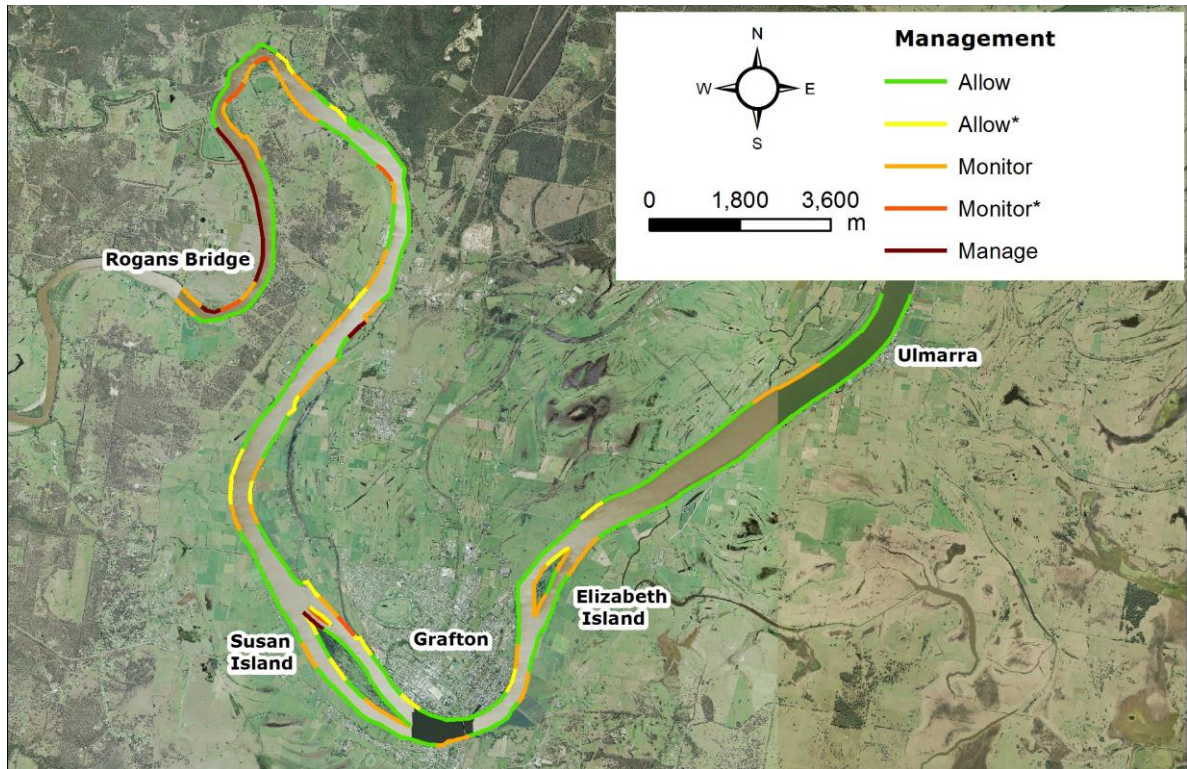 Management
N
W
E
S
Allow
Allow*
Monitor
Monitor*
Manage
0 1,800 3,600
m
Rogans Bridge
Ulmarra
Elizabeth
Island
Grafton
Susan
Island